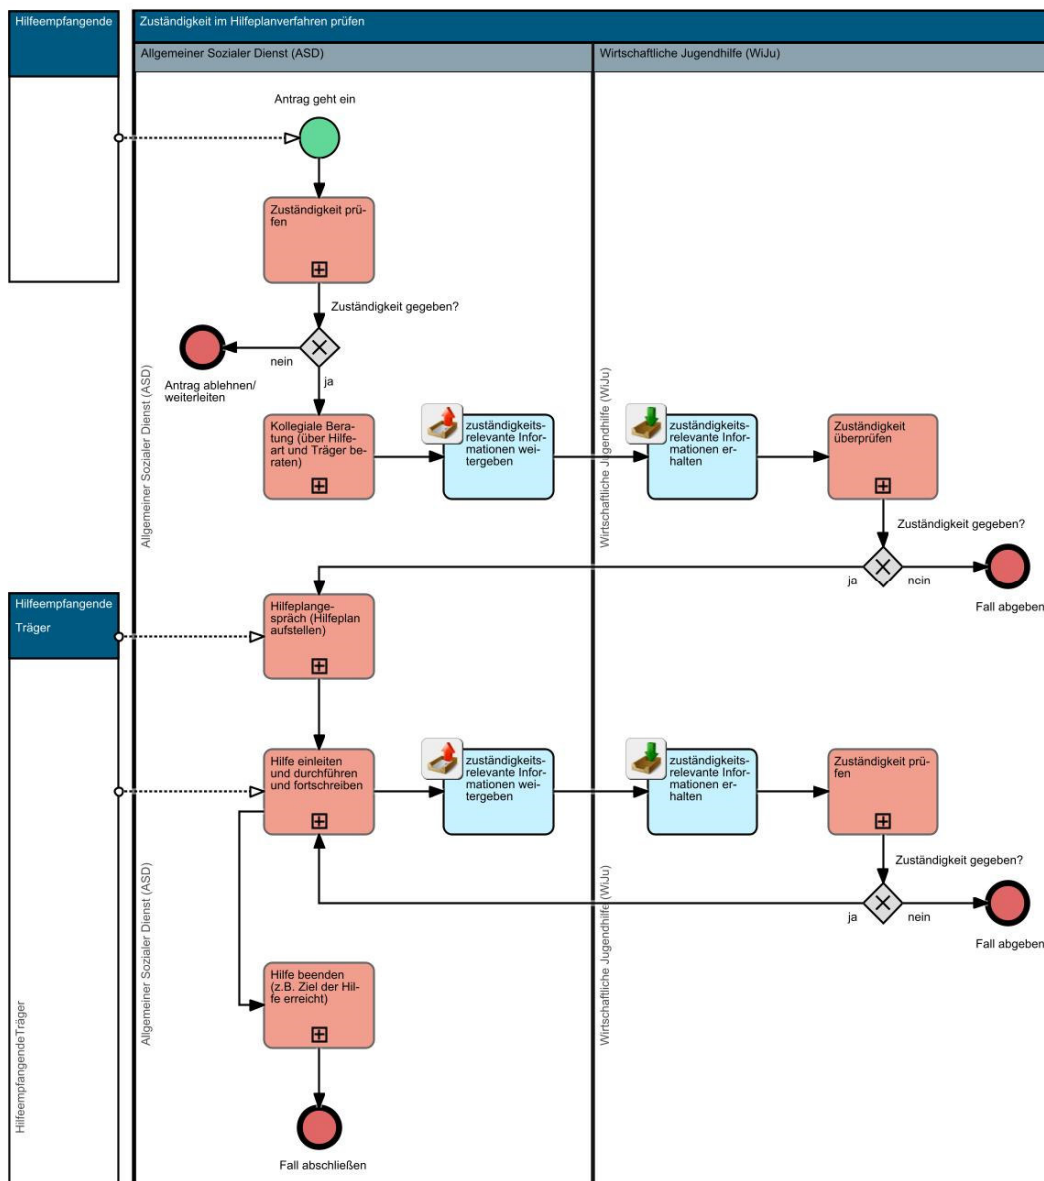 Hilfeempfangende
Zuständigkeit im Hilfeplanverfahren prüfen
Allgemeiner Sozialer Dienst (ASD)
Wirtschaftliche Jugendhilfe (WiJu)
Antrag geht ein
Zuständigkeit prü-
fen
Zuständigkeit gegeben?
nein
ja
Antrag ablehnen/
weiterleiten
Allgemeiner Sozialer Dienst (ASD)
Wirtschaftliche Jugendhilfe (WiJu)
Kollegiale Bera-
tung (über Hilfe-
art und Träger be-
raten)
zuständigkeits-
relevante Infor-
mationen wei-
tergeben
zuständigkeits-
relevante Infor-
mationen er-
halten
Zuständigkeit
überprüfen
Zuständigkeit gegeben?
ja
nein
Fall abgeben
Hilfeempfangende
Träger
Hilfeplange-
spräch (Hilfeplan
aufstellen)
Hilfe einleiten
und durchführen
und fortschreiben
zuständigkeits-
relevante Infor-
mationen wei-
tergeben
zuständigkeits-
relevante Infor-
mationen er-
halten
Zuständigkeit prü-
fen
Zuständigkeit gegeben?
ja
nein
Fall abgeben
Allgemeiner Sozialer Dienst (ASD)
Wirtschaftliche Jugendhilfe (WiJu)
Hilfe beenden
(z.B. Ziel der Hil-
fe erreicht)
HilfeempfangendeTräger
Fall abschließen